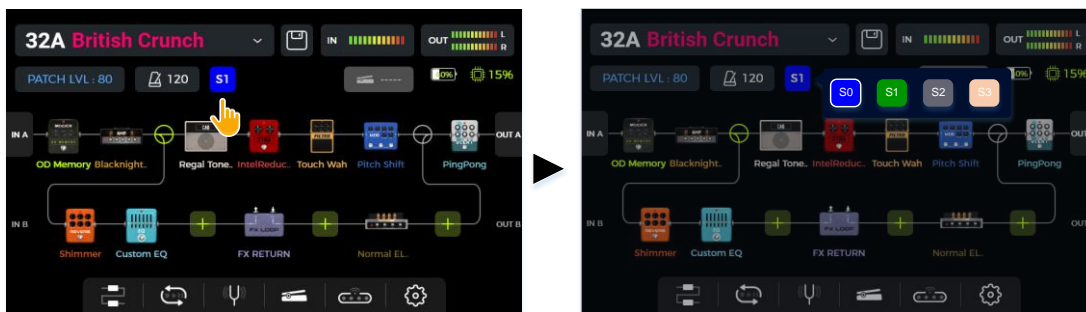 32A British Crunch
IN
OUT
L
R
PATCH LVL : 80
120
S1
-----
15%
IN A
OUT A
OD Memory
Blacknight..
Regal Tone..
IntelReduc..
Touch Wah
Pitch Shift
PingPong
IN B
OUT B
Shimmer
Custom EQ
FX LOOP
FX RETURN
Normal EL..
32A British Crunch
IN
OUT
L
R
PATCH LVL : 80
120
S1
S0
S1
S2
S3
15%
IN A
OUT A
OD Memory
Blacknight..
Regal Tone..
IntelReduc..
Touch Wah
Pitch Shift
PingPong
IN B
Shimmer
Custom EQ
FX LOOP
FX RETURN
Normal EL..